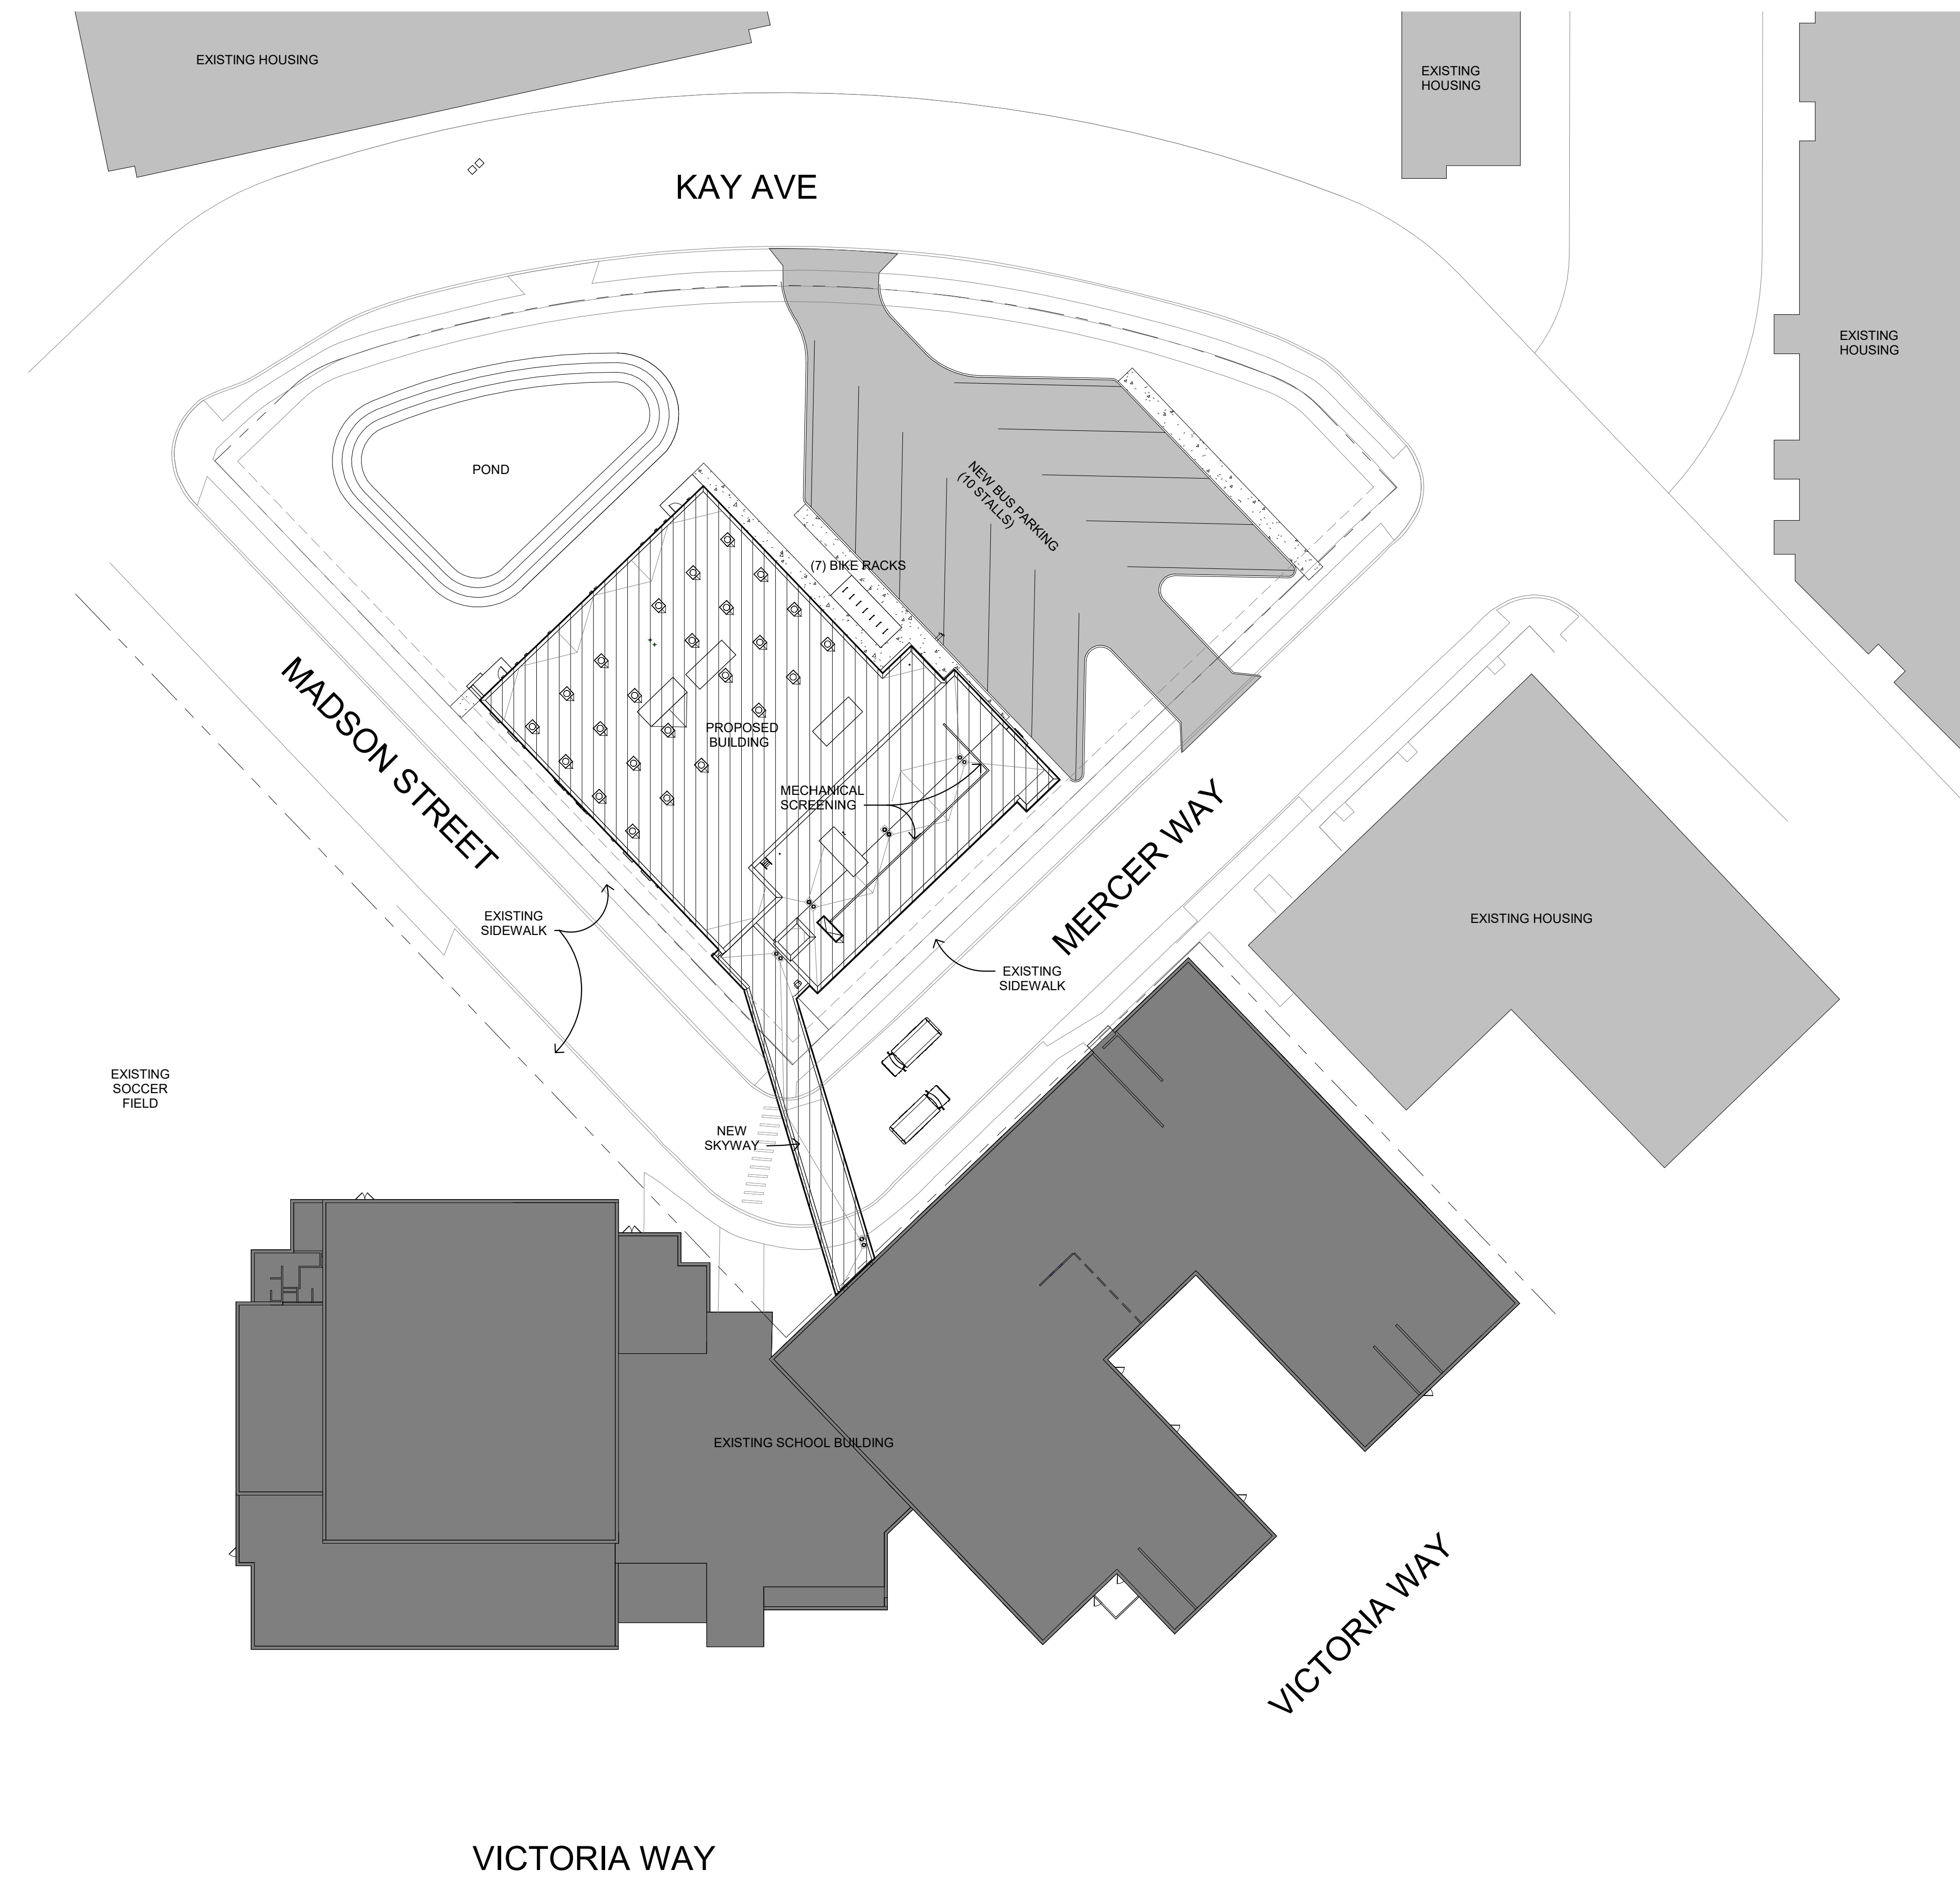 EXISTING HOUSING
EXISTING
HOUSING
KAY AVE
EXISTING
HOUSING
POND
NEW BUS PARKING
(10 STALLS)
(7) BIKE RACKS
MADSON STREET
PROPOSED
BUILDING
MECHANICAL
SCREENING
MERCER WAY
EXISTING
SIDEWALK
EXISTING HOUSING
EXISTING
SIDEWALK
EXISTING
SOCCER
FIELD
NEW
SKYWAY
EXISTING SCHOOL BUILDING
VICTORIA WAY
VICTORIA WAY